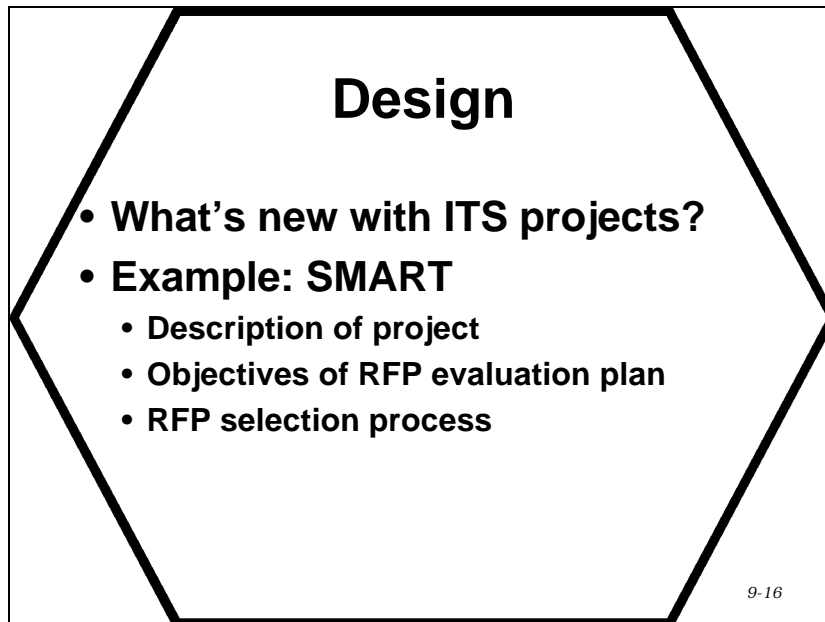 Design
• What’s new with ITS projects?
• Example: SMART
• Description of project
• Objectives of RFP evaluation plan
• RFP selection process
9-16